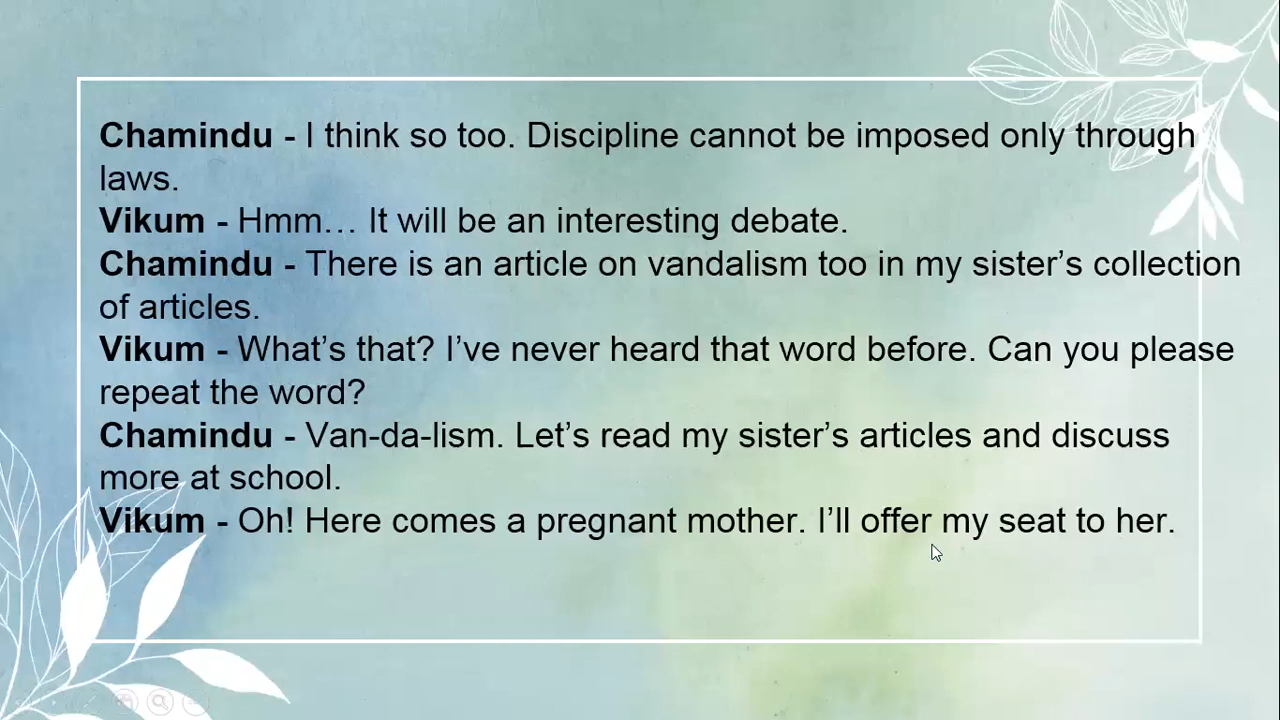 Chamindu - I think so too. Discipline cannot be imposed only through
laws.
Vikum - Hmm… It will be an interesting debate.
Chamindu - There is an article on vandalism too in my sister’s collection
of articles.
Vikum - What’s that? I’ve never heard that word before. Can you please
repeat the word?
Chamindu - Van-da-lism. Let’s read my sister’s articles and discuss
more at school.
Vikum - Oh! Here comes a pregnant mother. I’ll offer my seat to her.